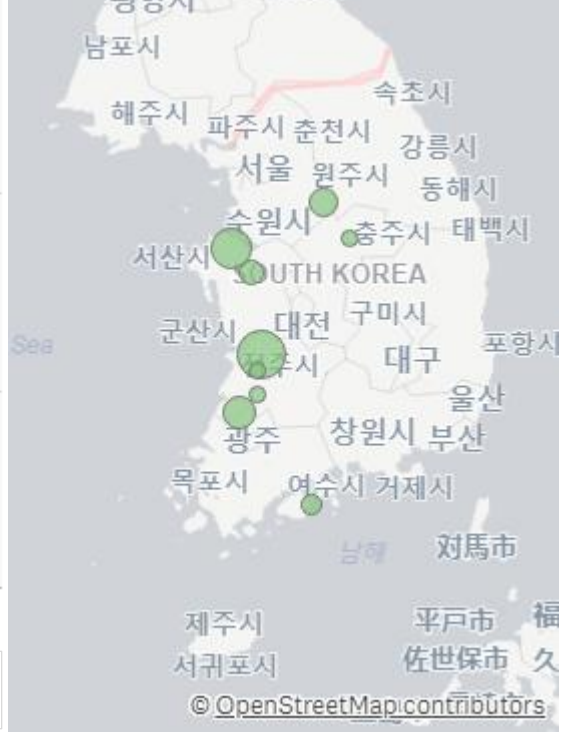 남포시
속초시
해주시
파주시 춘천시
강릉시
서울 원주시
동해시
수원시
충주시 태백시
서산시
SOUTH KOREA
구미시
군산시 대전
Sea
포항시
대구
울산
광주
창원시 부산
목포시 여수시 거제시
남해
対馬市
제주시
平戸市 福
서귀포시
佐世保市 久
© OpenStreetMap contributors